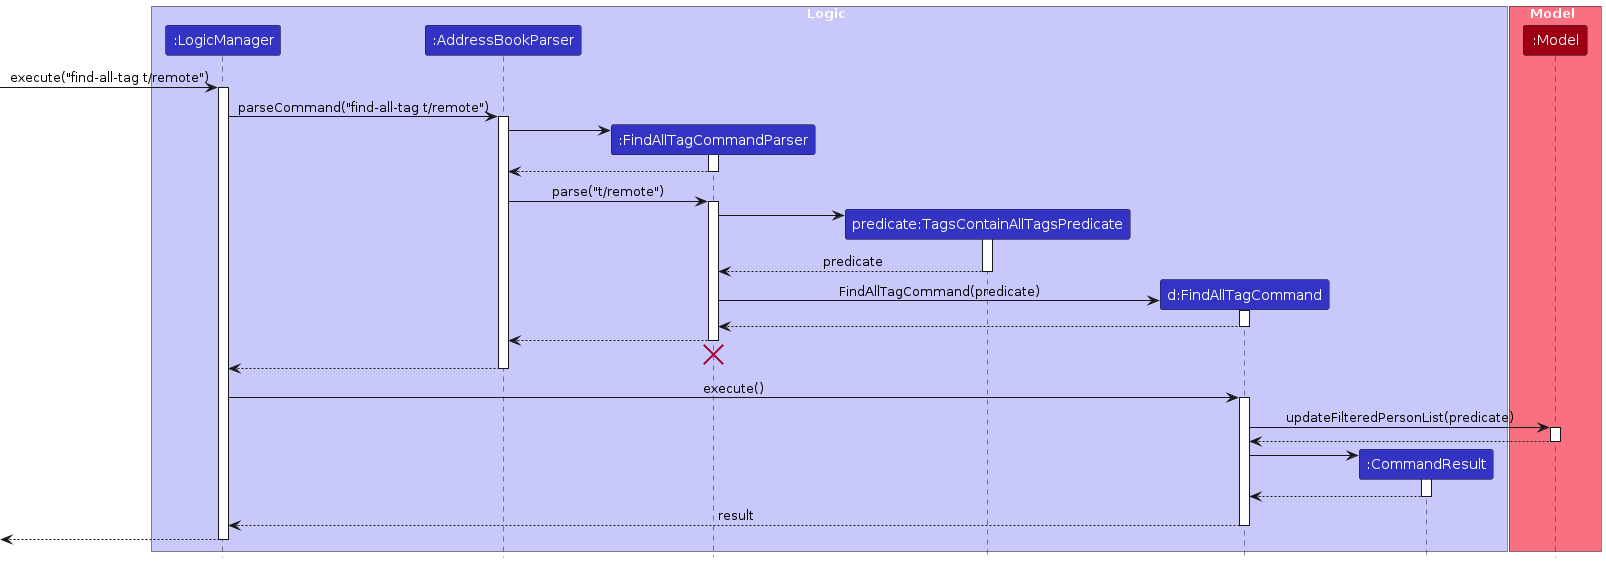 Logic
Model
:LogicManager
:AddressBookParser
:Model
execute("find-all-tag t/remote")
parseCommand("find-all-tag t/remote")
:FindAllTagCommandParser
parse("t/remote")
predicate:TagsContainAllTagsPredicate
predicate
FindAllTagCommand(predicate)
d:FindAllTagCommand
execute()
updateFilteredPersonList(predicate)
:CommandResult
result